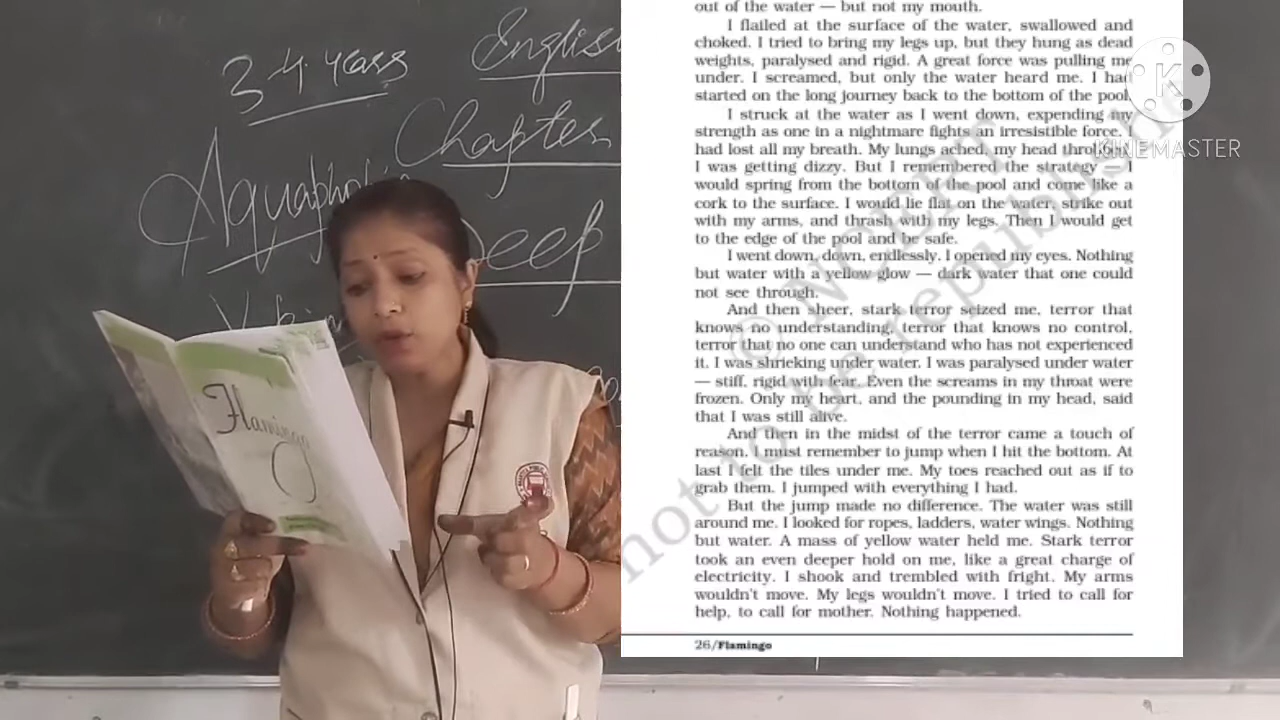 3-4 years
English
Chapter
Deep
Flamingo
out of the water — but not my mouth.
I flailed at the surface of the water, swallowed and
choked. I tried to bring my legs up, but they hung as dead
weights, paralysed and rigid. A great force was pulling me
under. I screamed, but only the water heard me. I had
started on the long journey back to the bottom of the pool.
I struck at the water as I went down, expending my
strength as one in a nightmare fights an irresistible force. I
had lost all my breath. My lungs ached, my head throbbed.
I was getting dizzy. But I remembered the strategy — I
would spring from the bottom of the pool and come like a
cork to the surface. I would lie flat on the water, strike out
with my arms, and thrash with my legs. Then I would get
to the edge of the pool and be safe.
I went down, down, endlessly. I opened my eyes. Nothing
but water with a yellow glow — dark water that one could
not see through.
And then sheer, stark terror seized me, terror that
knows no understanding, terror that knows no control,
terror that no one can understand who has not experienced
it. I was shrieking under water. I was paralysed under water
— stiff, rigid with fear. Even the screams in my throat were
frozen. Only my heart, and the pounding in my head, said
that I was still alive.
And then in the midst of the terror came a touch of
reason. I must remember to jump when I hit the bottom. At
last I felt the tiles under me. My toes reached out as if to
grab them. I jumped with everything I had.
But the jump made no difference. The water was still
around me. I looked for ropes, ladders, water wings. Nothing
but water. A mass of yellow water held me. Stark terror
took an even deeper hold on me, like a great charge of
electricity. I shook and trembled with fright. My arms
wouldn't move. My legs wouldn't move. I tried to call for
help, to call for mother. Nothing happened.
26/Flamingo
© NCERT
not to be republished
K
KINEMASTER